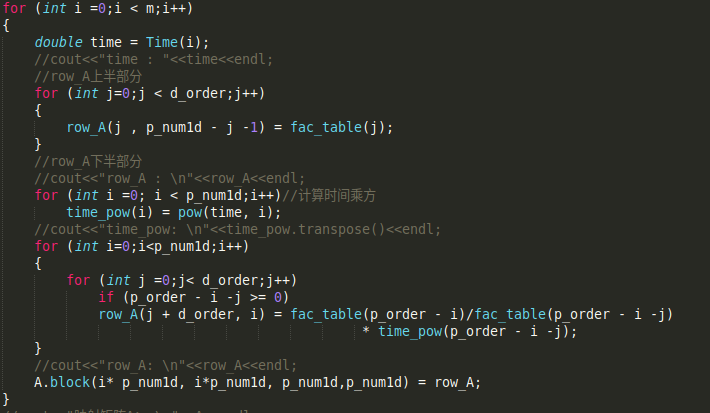 for (int i =0;i < m;i++)
{
    double time = Time(i);
    //cout<<"time : "<<time<<endl;
    //row_A上半部分
    for (int j=0;j < d_order;j++)
    {
        row_A(j , p_num1d - j -1) = fac_table(j);
    }
    //row_A下半部分
    //cout<<"row_A : \n"<<row_A<<endl;
    for (int i =0; i < p_num1d;i++)//计算时间乘方
        time_pow(i) = pow(time, i);
    //cout<<"time_pow: \n"<<time_pow.transpose()<<endl;
    for (int i=0;i<p_num1d;i++)
    {
        for (int j =0;j< d_order;j++)
            if (p_order - i -j >= 0)
            row_A(j + d_order, i) = fac_table(p_order - i)/fac_table(p_order - i -j)
                                             * time_pow(p_order - i -j);
    }
    //cout<<"row_A: \n"<<row_A<<endl;
    A.block(i* p_num1d, i*p_num1d, p_num1d,p_num1d) = row_A;
}